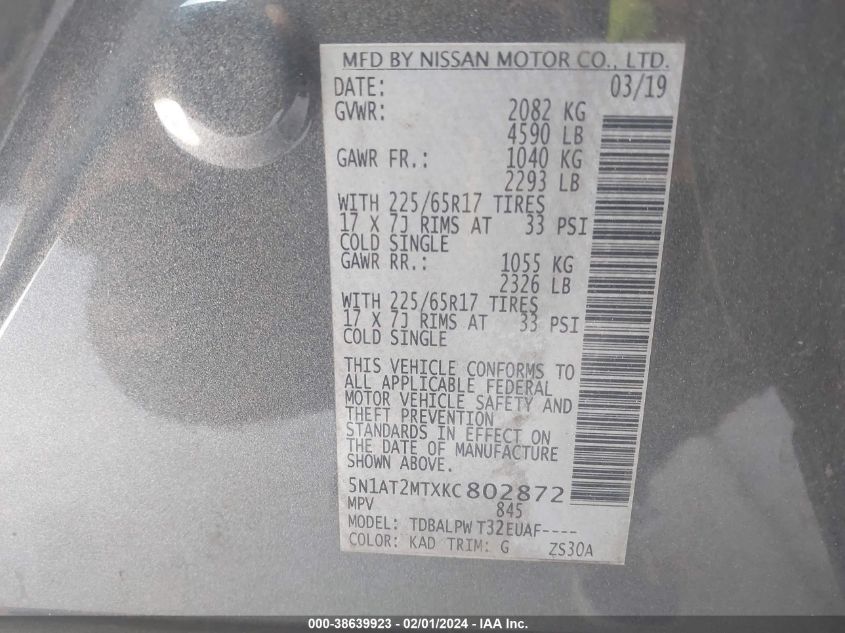 MFD BY NISSAN MOTOR CO., LTD.
DATE: 03/19
GVWR: 2082 KG
4590 LB
GAWR FR.: 1040 KG
2293 LB
WITH 225/65R17 TIRES
17 X 7J RIMS AT 33 PSI
COLD SINGLE
GAWR RR.: 1055 KG
2326 LB
WITH 225/65R17 TIRES
17 X 7J RIMS AT 33 PSI
COLD SINGLE
THIS VEHICLE CONFORMS TO
ALL APPLICABLE FEDERAL
MOTOR VEHICLE SAFETY AND
THEFT PREVENTION
STANDARDS IN EFFECT ON
THE DATE OF MANUFACTURE
SHOWN ABOVE.
5N1AT2MTXKC802872
MPV 845
MODEL: TDBALPW T32EUAF----
COLOR: KAD TRIM: G ZS30A
000-38639923 - 02/01/2024 - IAA Inc.